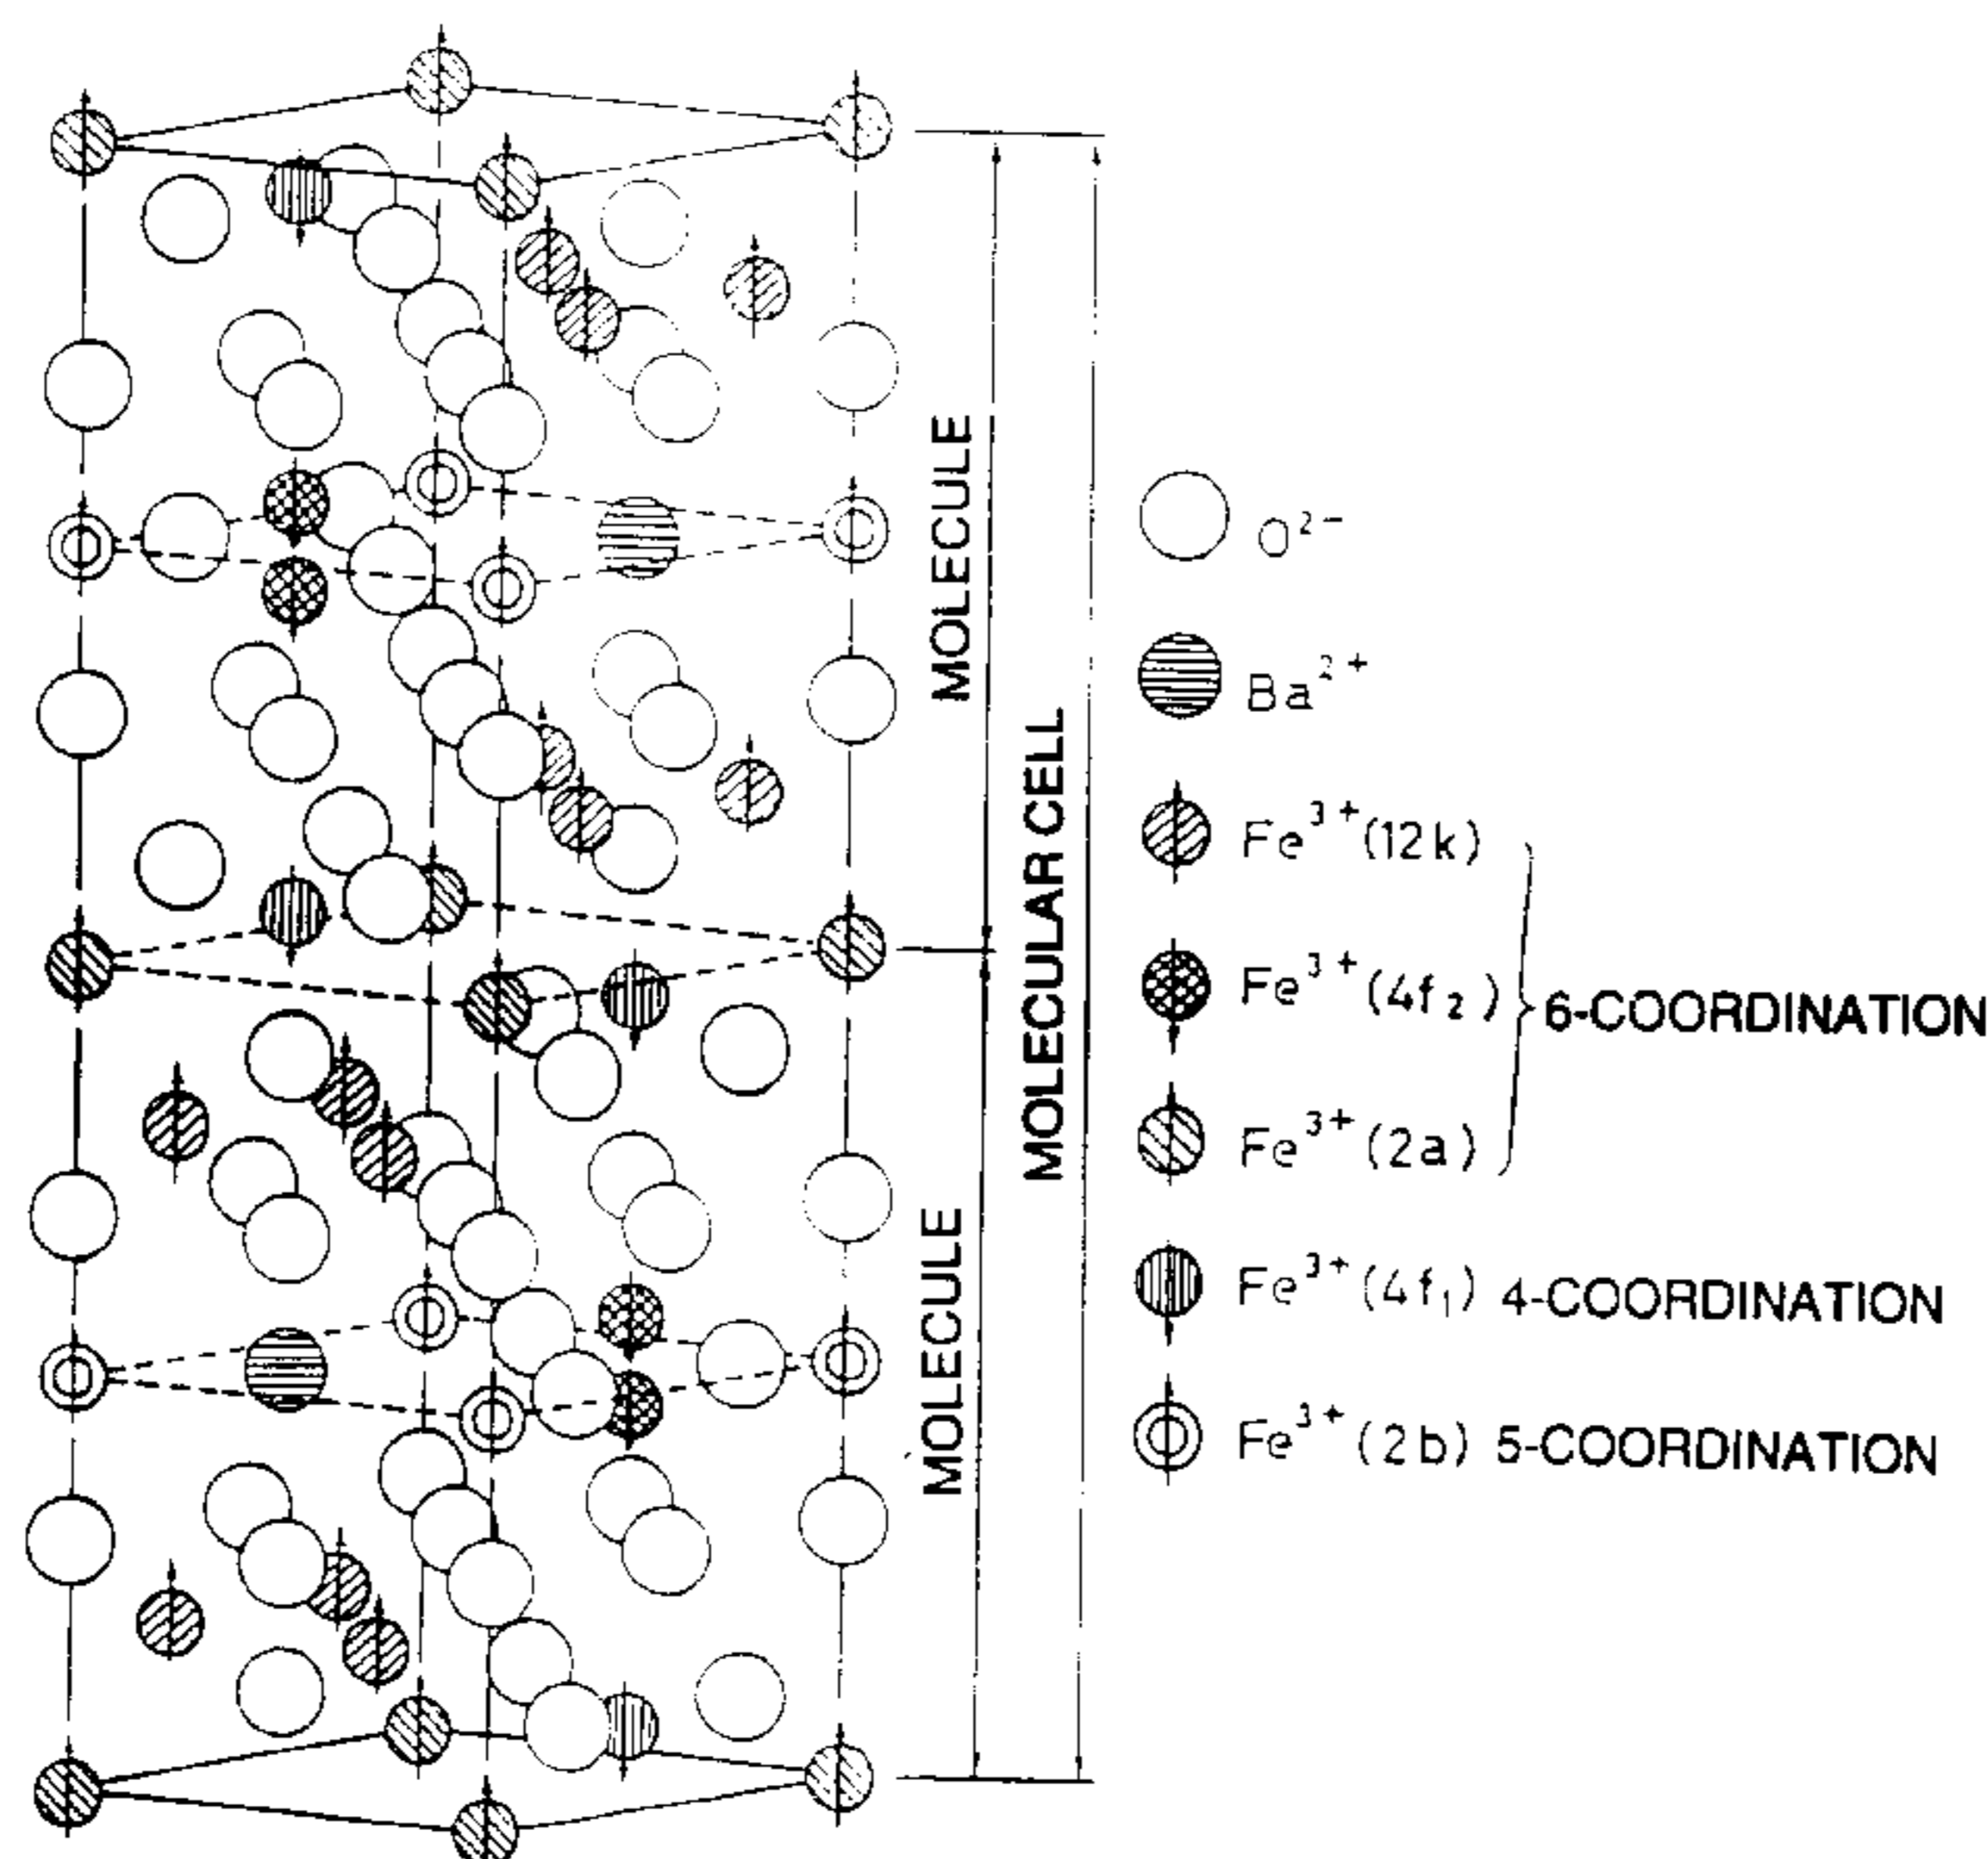 MOLECULE
MOLECULE
MOLECULAR CELL
O²⁻
Ba²⁺
Fe³⁺(12k)
Fe³⁺(4f₂)
6-COORDINATION
Fe³⁺(2a)
Fe³⁺(4f₁) 4-COORDINATION
Fe³⁺(2b) 5-COORDINATION